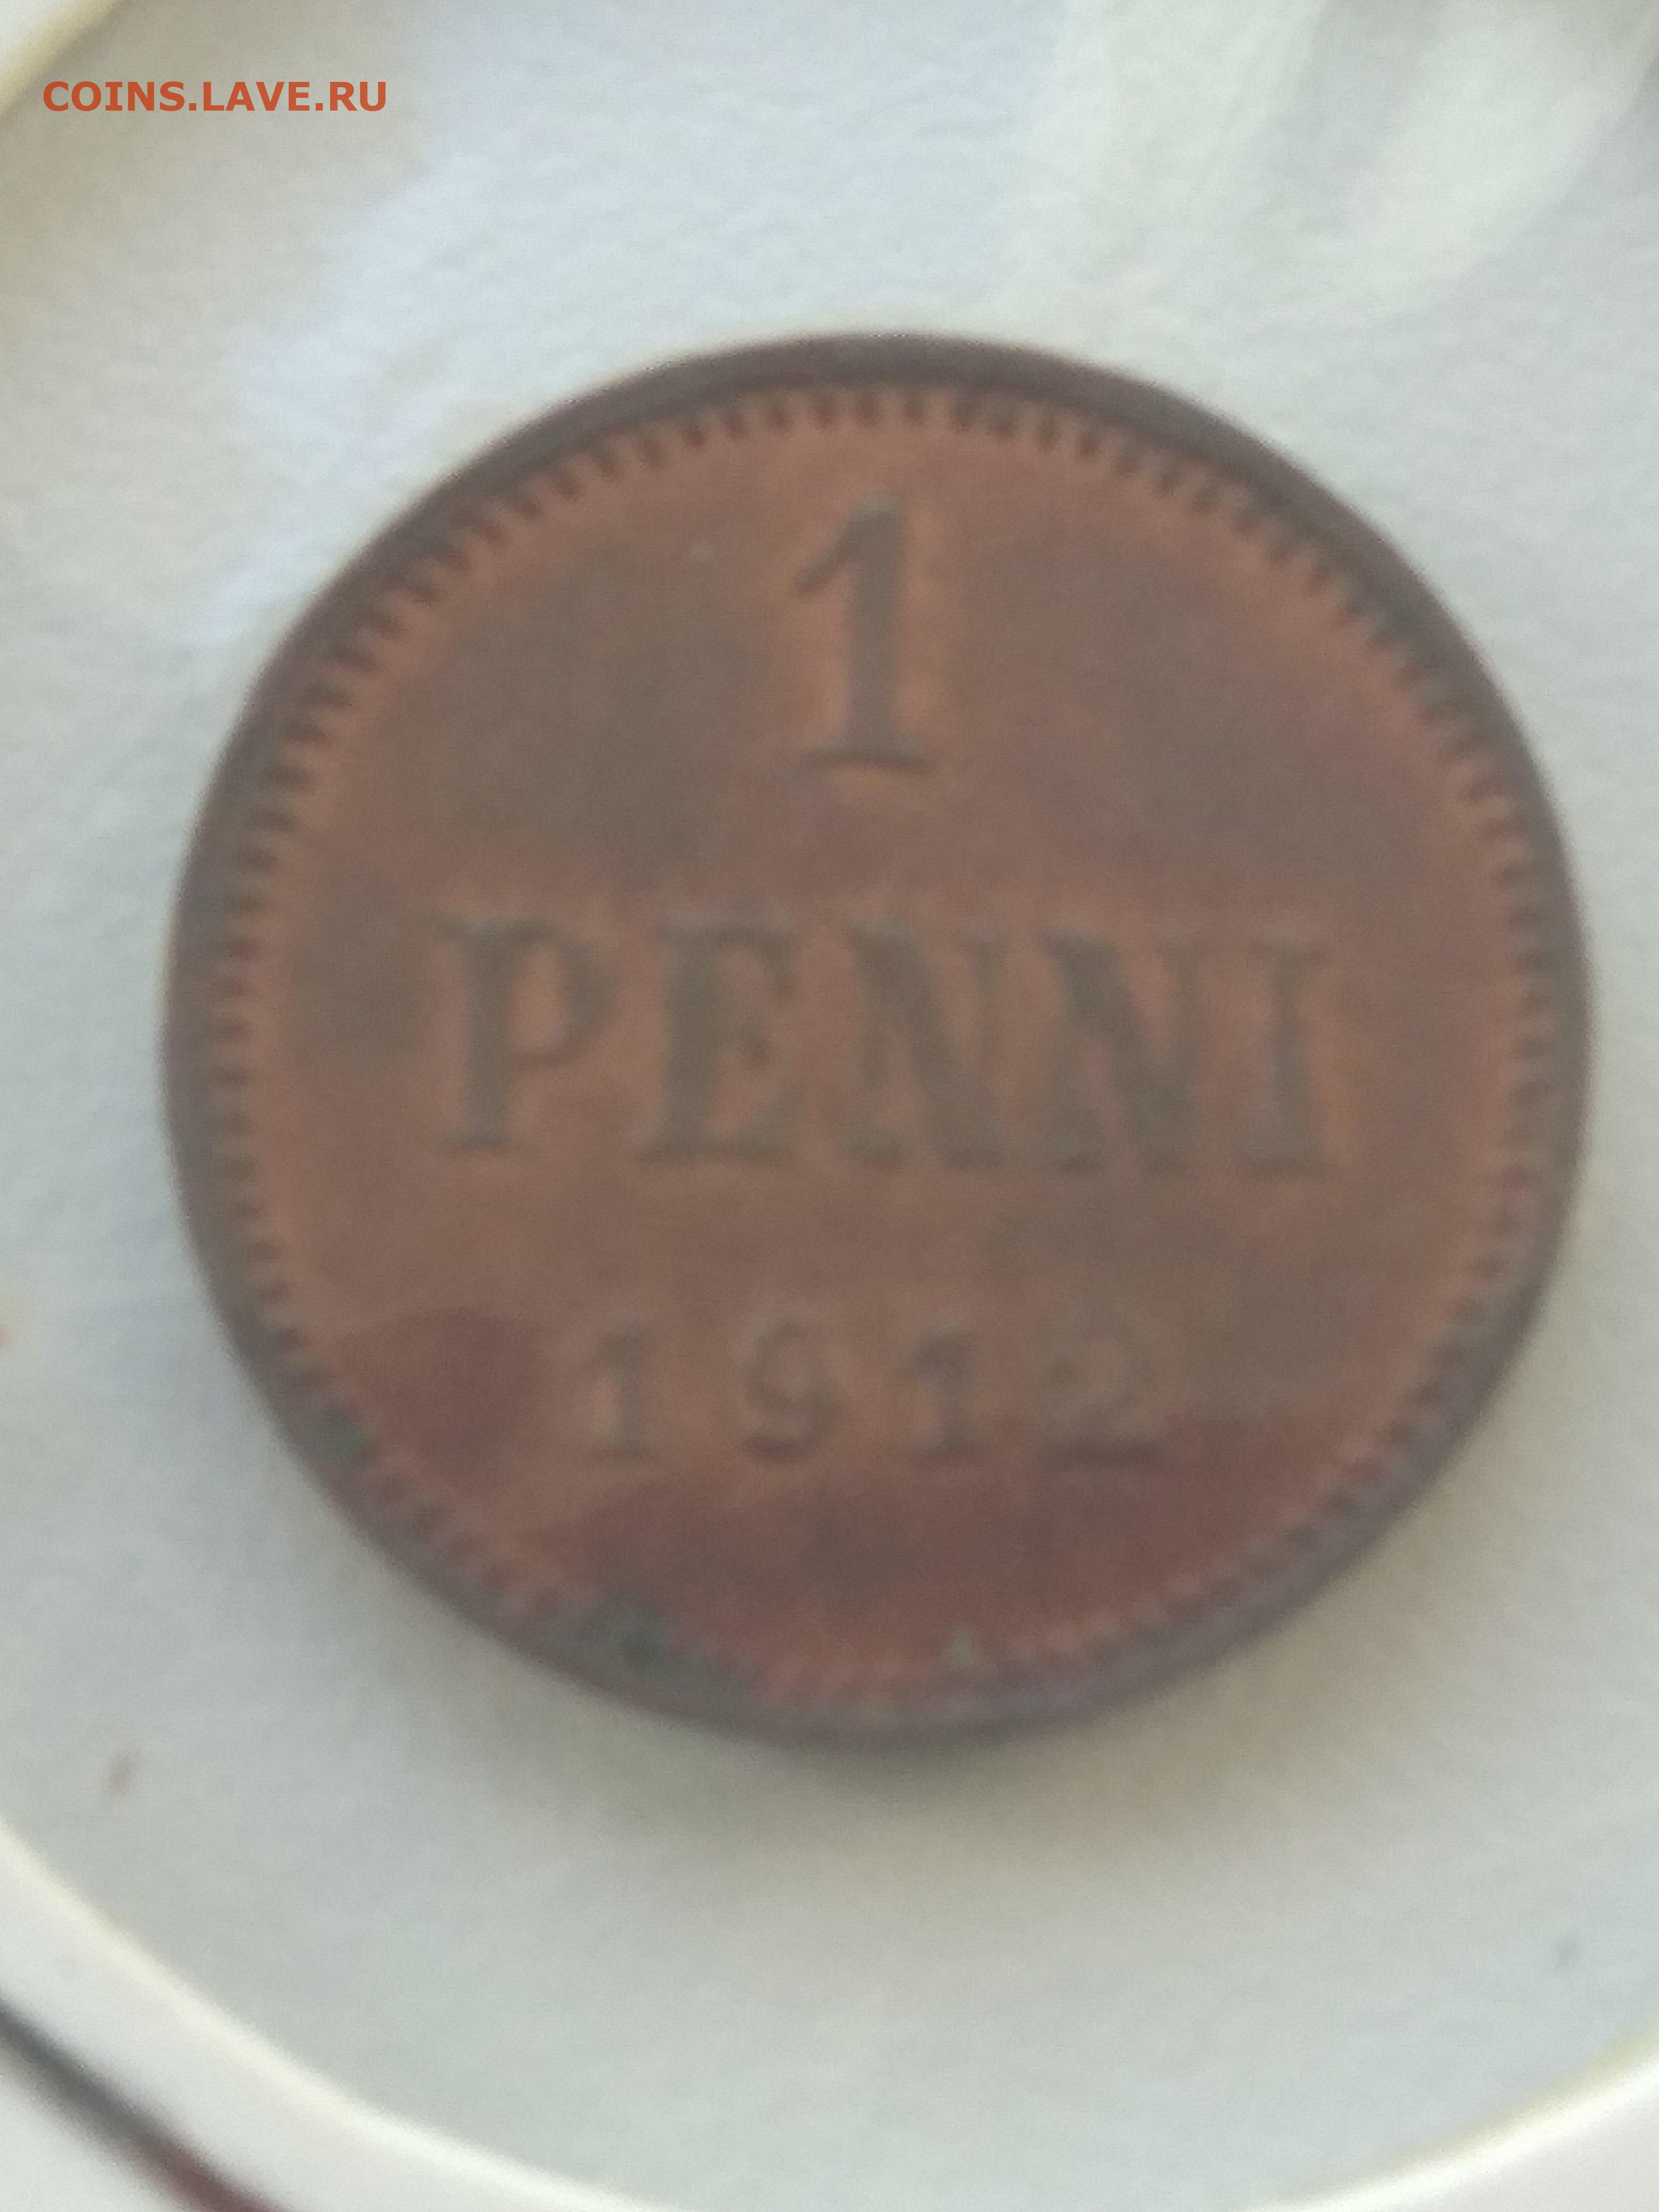 COINS.LAVE.RU
1
PENNI
1912